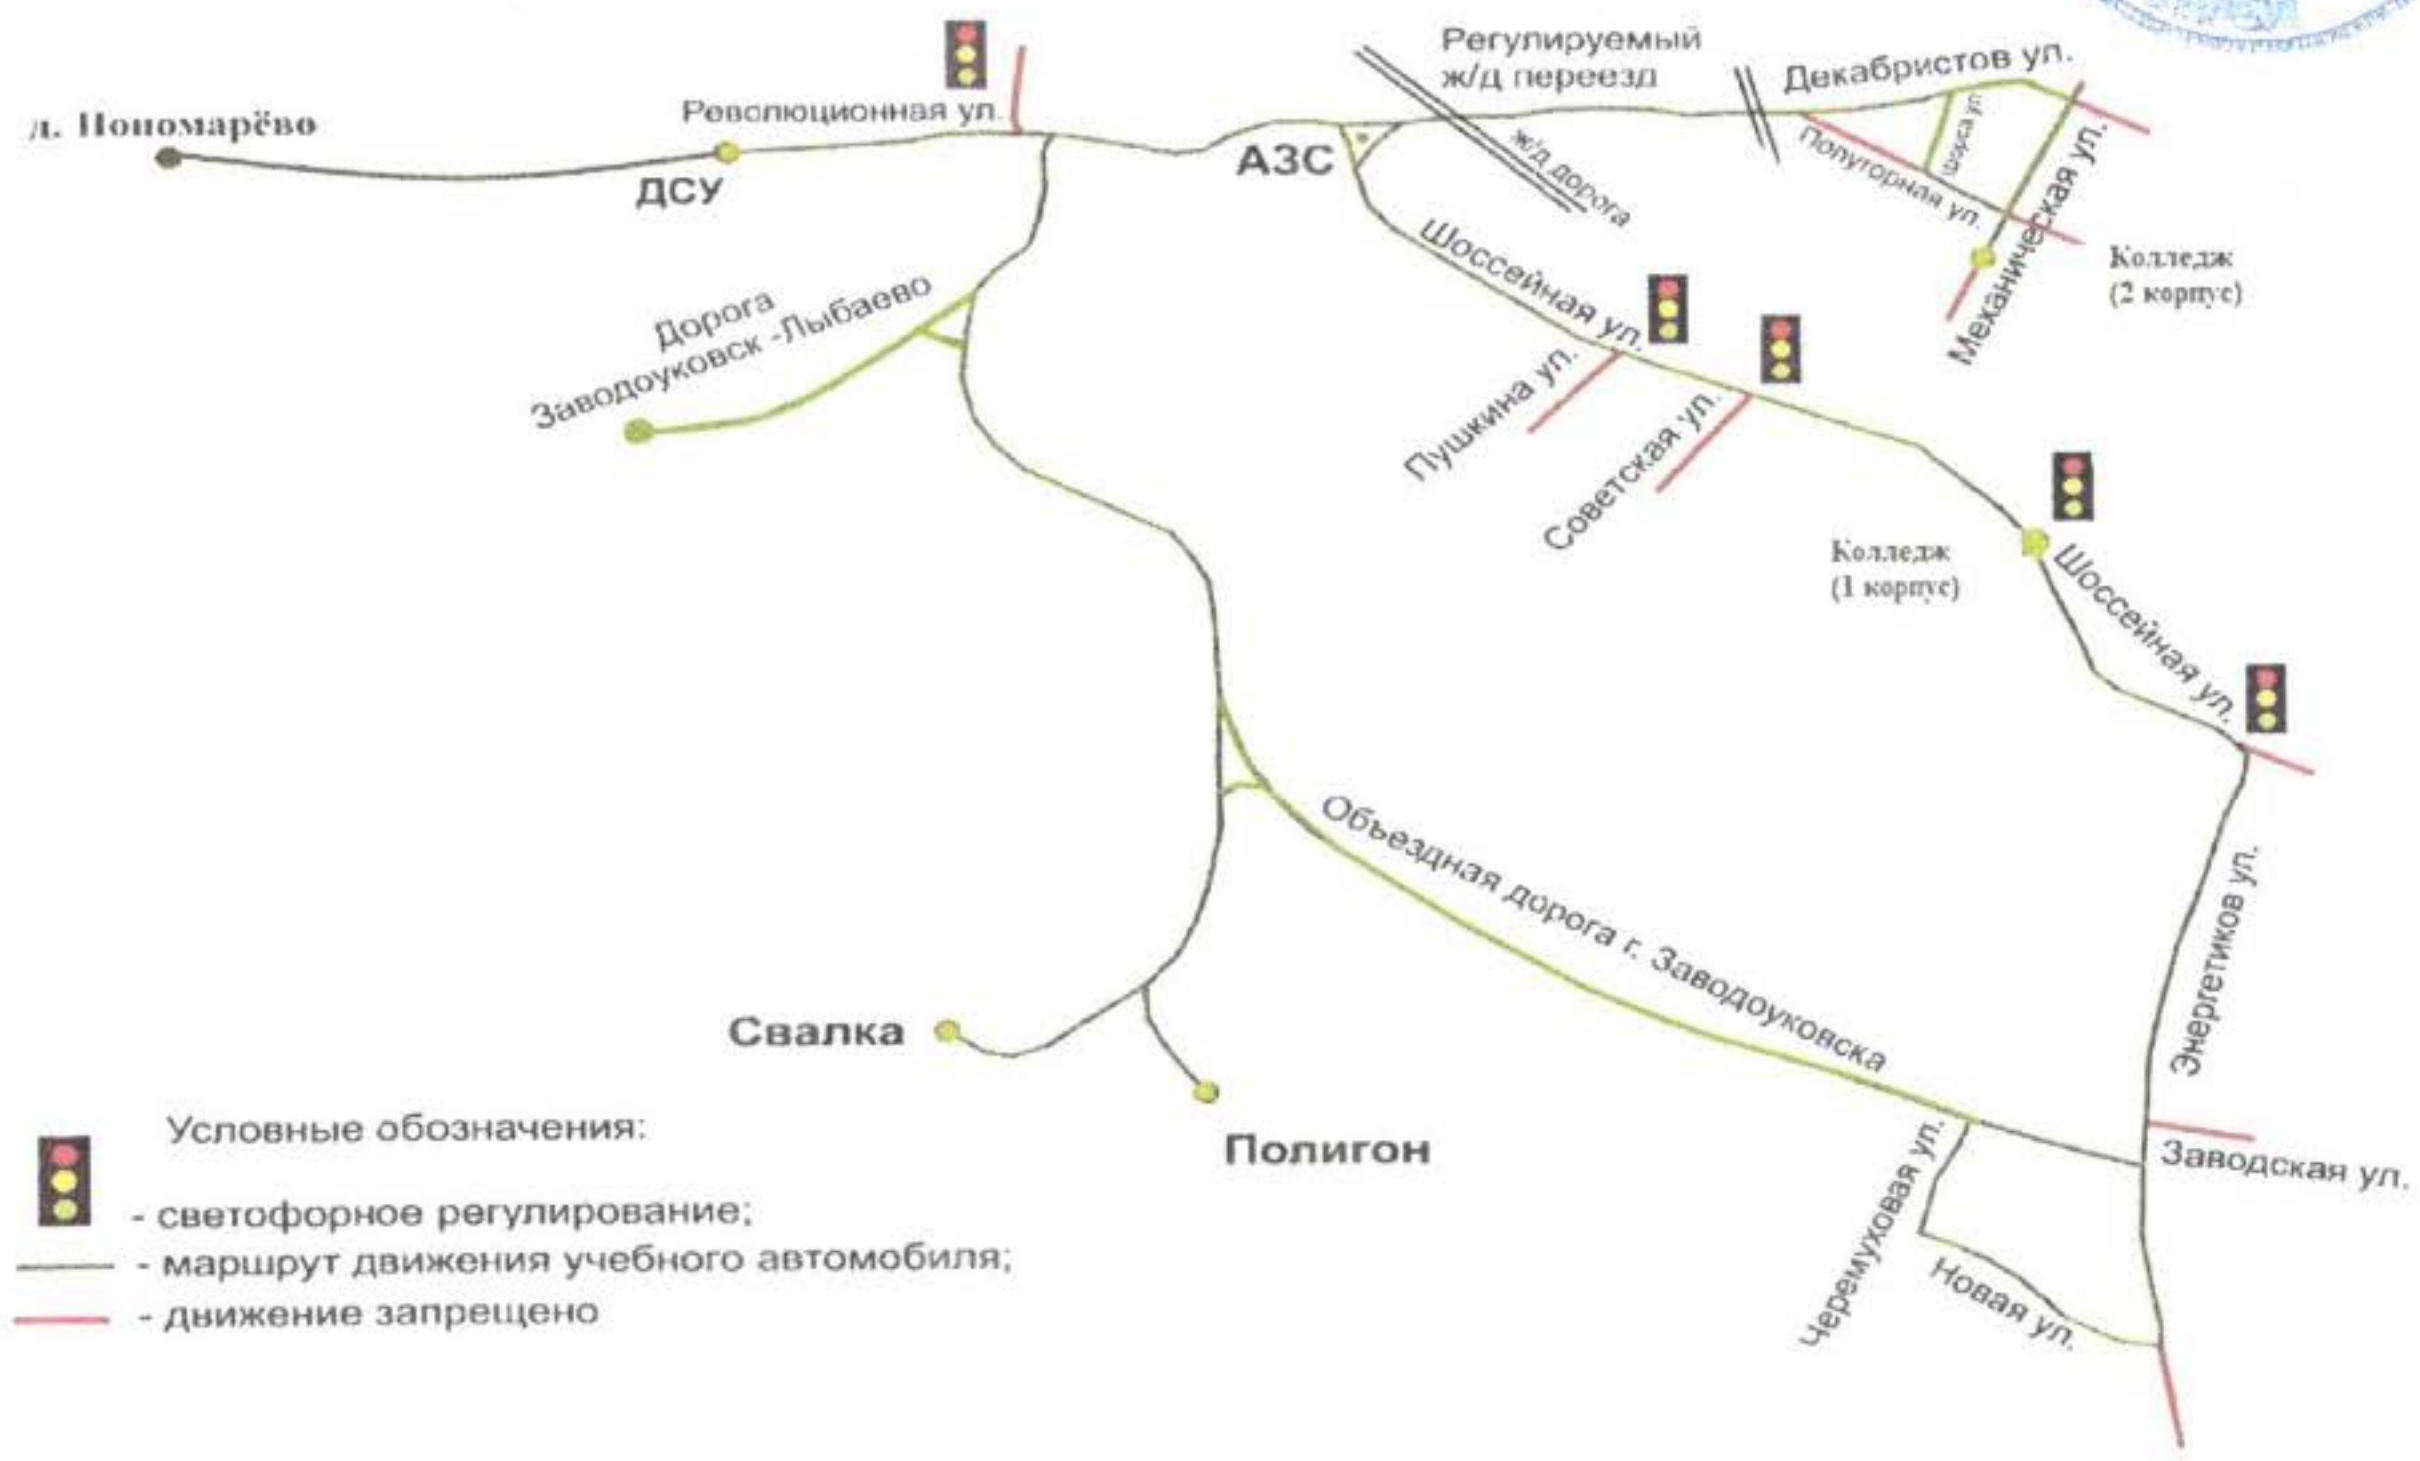 Регулируемый
ж/д переезд
Декабристов ул.
д. Пономарёво
Революционная ул.
ДСУ
АЗС
ж/д дорога
Полуторная ул.
Щорса ул
Механическая ул.
Колледж
(2 корпус)
Шоссейная ул.
Дорога
Заводоуковск -Лыбаево
Пушкина ул.
Советская ул.
Колледж
(1 корпус)
Шоссейная ул.
Объездная дорога г. Заводоуковска
Энергетиков ул.
Свалка
Полигон
Заводская ул.
Черемуховая ул.
Новая ул.
Условные обозначения:
- светофорное регулирование;
- маршрут движения учебного автомобиля;
- движение запрещено